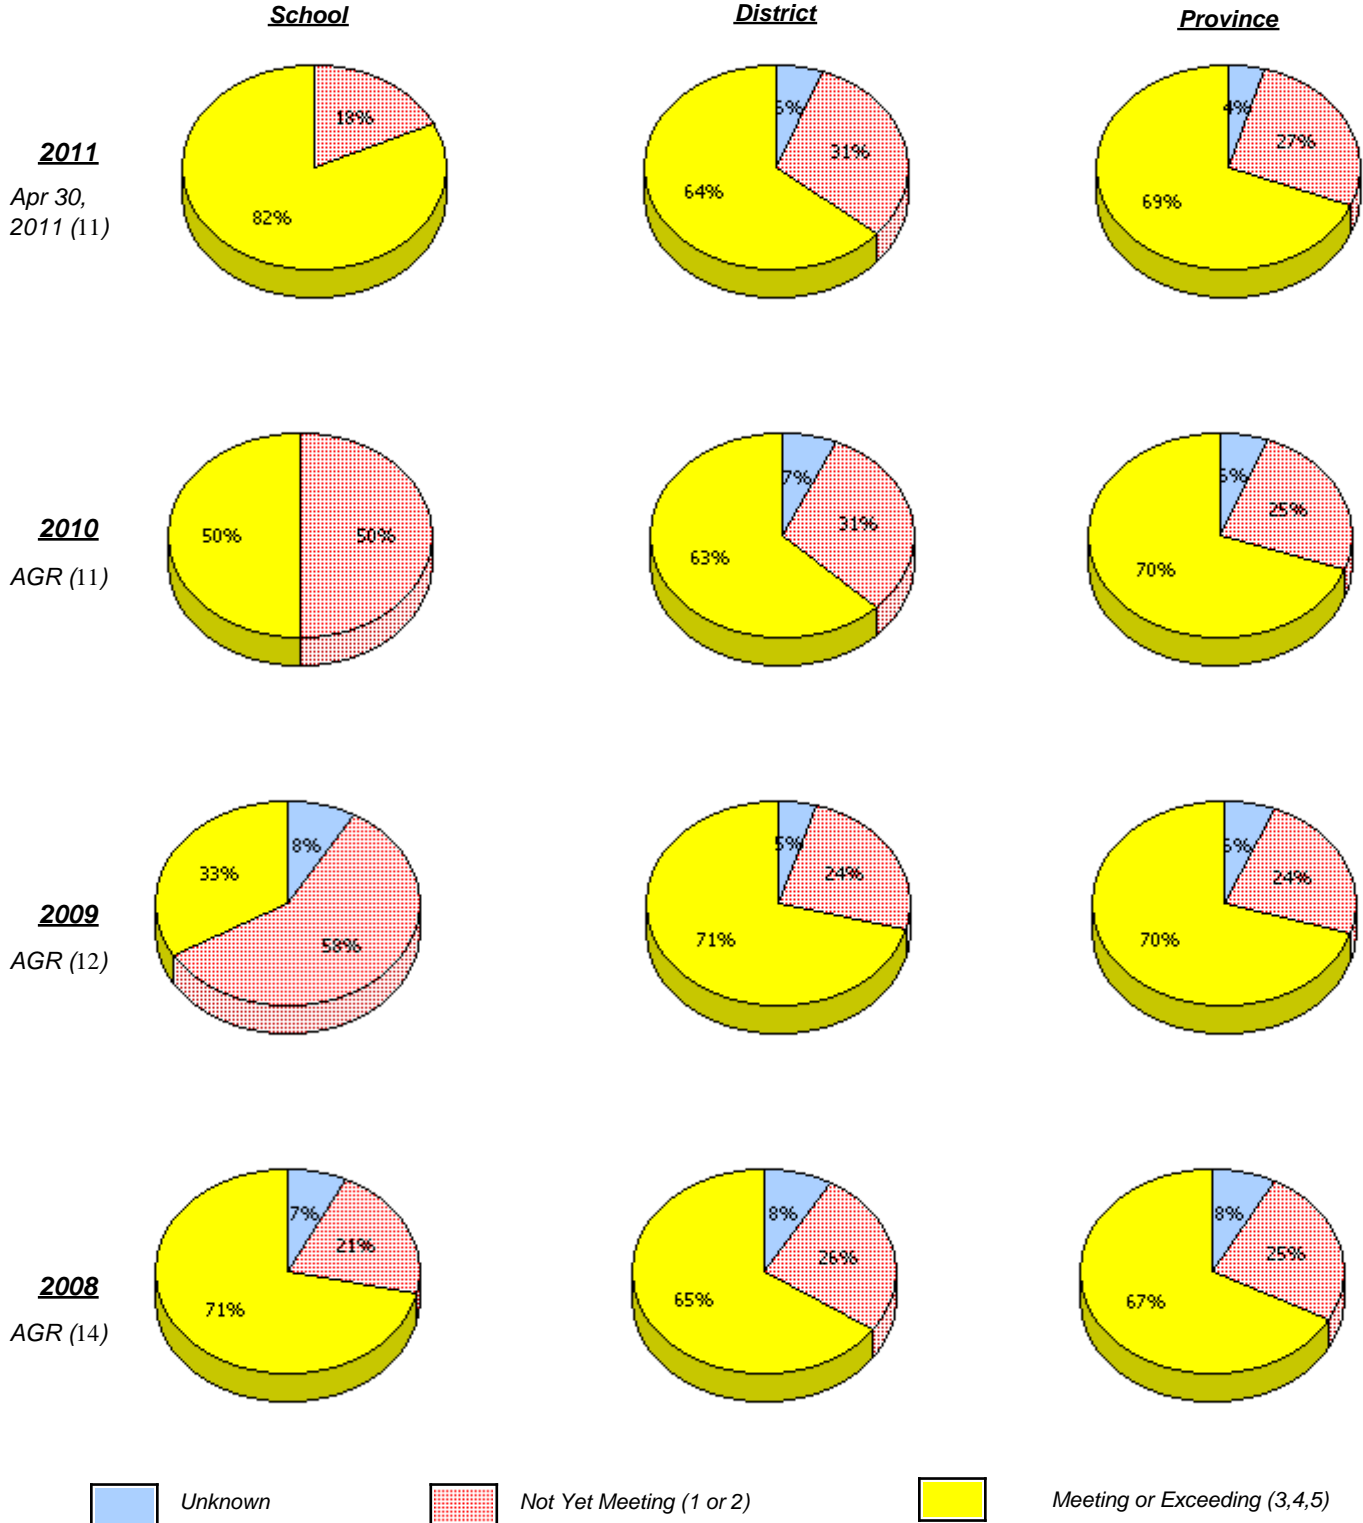 School District Province
18% 6% 31% 4% 27%
2011
Apr 30,
2011 (11)
82% 64% 69%
50% 50% 7% 31% 63% 6% 25% 70%
2010
AGR (11)
8% 33% 58% 5% 24% 71% 6% 24% 70%
2009
AGR (12)
7% 21% 71% 8% 26% 65% 8% 25% 67%
2008
AGR (14)
Unknown Not Yet Meeting (1 or 2) Meeting or Exceeding (3,4,5)